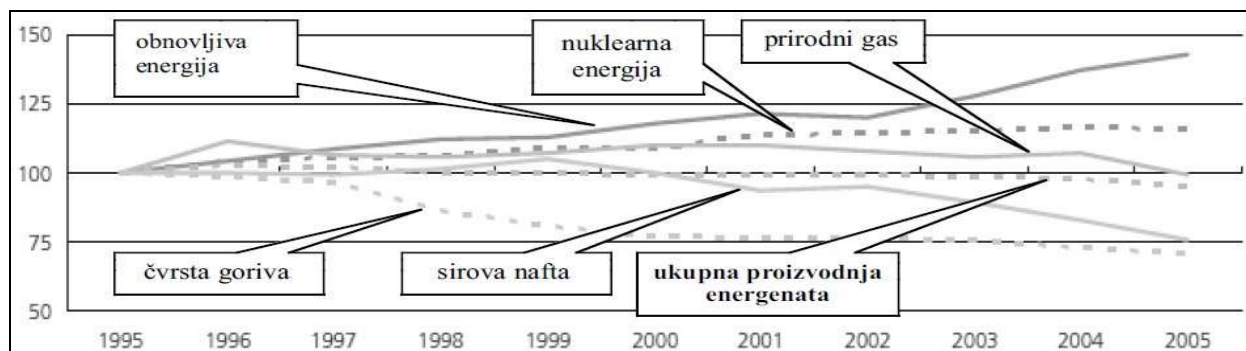 150
125
100
75
50
obnovljiva
energija
nuklearna
energija
prirodni gas
čvrsta goriva
sirova nafta
ukupna proizvodnja
energenata
1995 1996 1997 1998 1999 2000 2001 2002 2003 2004 2005